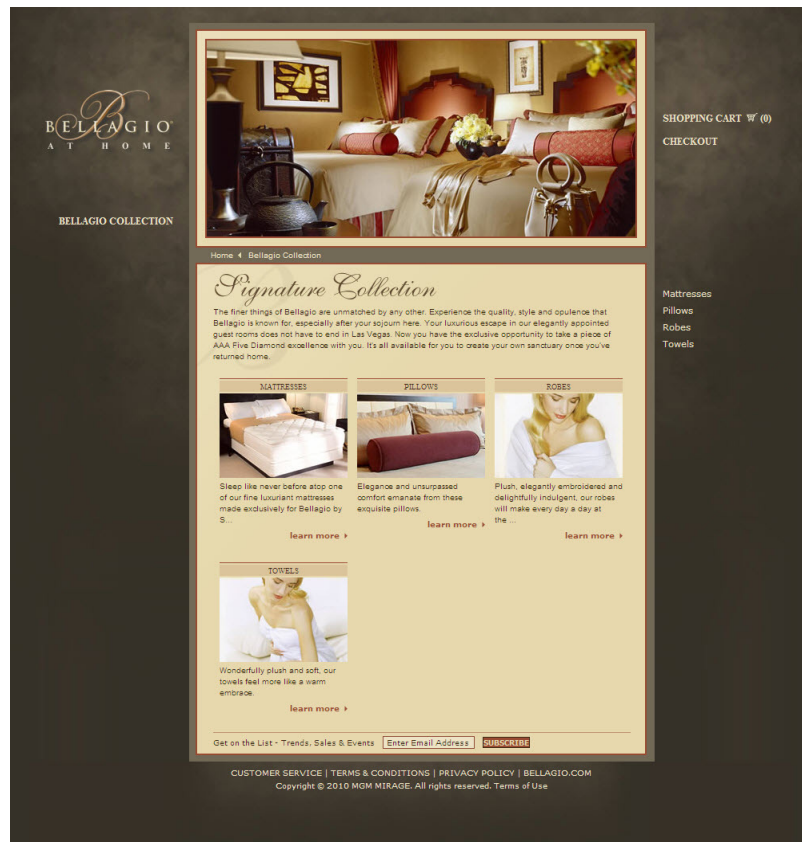 BELLAGIO®
AT HOME
SHOPPING CART (0)
CHECKOUT
BELLAGIO COLLECTION
Home Bellagio Collection
Signature Collection
The finer things of Bellagio are unmatched by any other. Experience the quality, style and opulence that
Bellagio is known for, especially after your sojourn here. Your luxurious escape in our elegantly appointed
guest rooms does not have to end in Las Vegas. Now you have the exclusive opportunity to take a piece of
AAA Five Diamond excellence with you. It's all available for you to create your own sanctuary once you've
returned home.
Mattresses
Pillows
Robes
Towels
MATTRESSES
Sleep like never before atop one
of our fine luxuriant mattresses
made exclusively for Bellagio by
S...
learn more
PILLOWS
Elegance and unsurpassed
comfort emanate from these
exquisite pillows.
learn more
ROBES
Plush, elegantly embroidered and
delightfully indulgent, our robes
will make every day a day at
the ...
learn more
TOWELS
Wonderfully plush and soft, our
towels feel more like a warm
embrace.
learn more
Get on the List - Trends, Sales & Events Enter Email Address SUBSCRIBE
CUSTOMER SERVICE | TERMS & CONDITIONS | PRIVACY POLICY | BELLAGIO.COM
Copyright © 2010 MGM MIRAGE. All rights reserved. Terms of Use